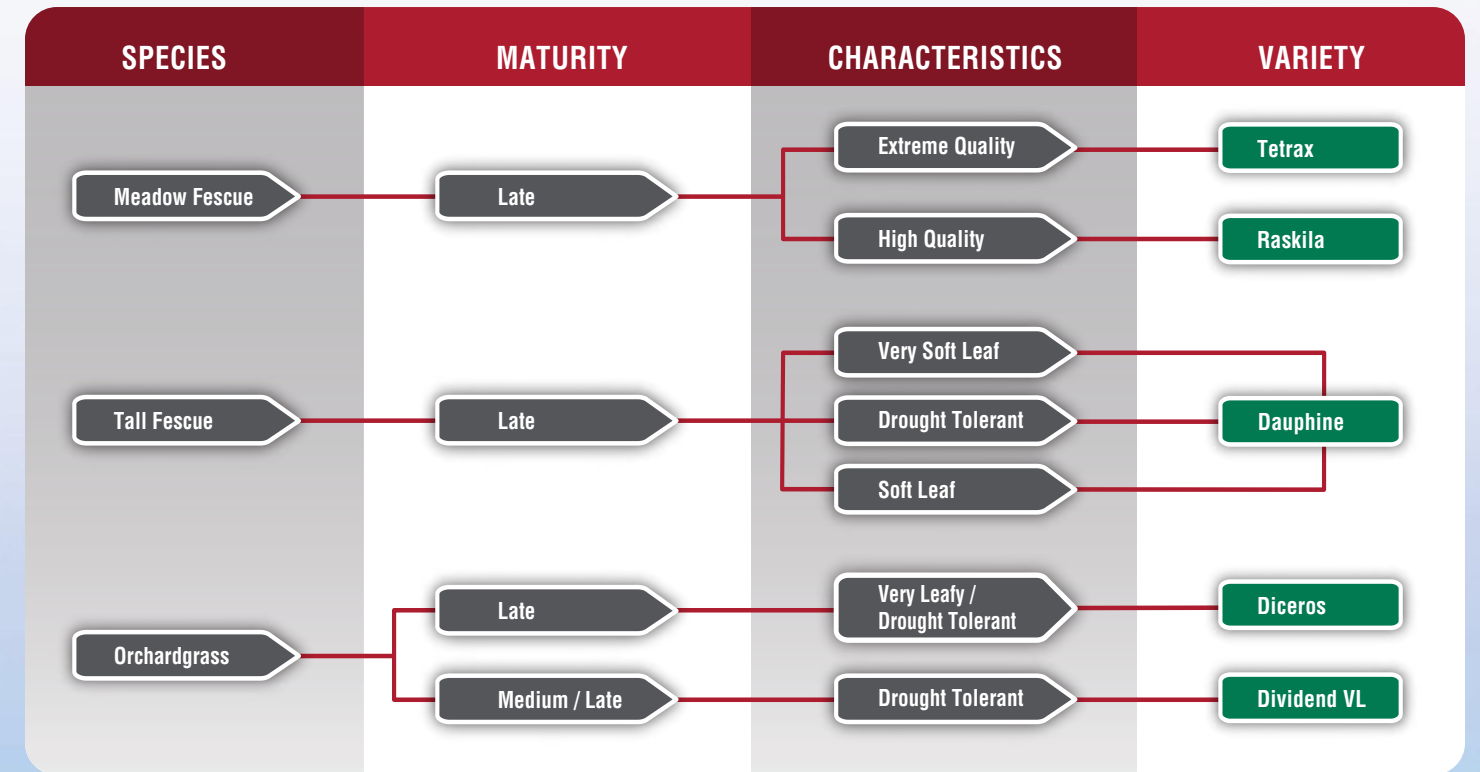 SPECIES MATURITY CHARACTERISTICS VARIETY
Extreme Quality Tetrax
Meadow Fescue Late
High Quality Raskila
Very Soft Leaf
Tall Fescue Late Drought Tolerant Dauphine
Soft Leaf
Late Very Leafy / Diceros
Drought Tolerant
Orchardgrass
Medium / Late Drought Tolerant Dividend VL